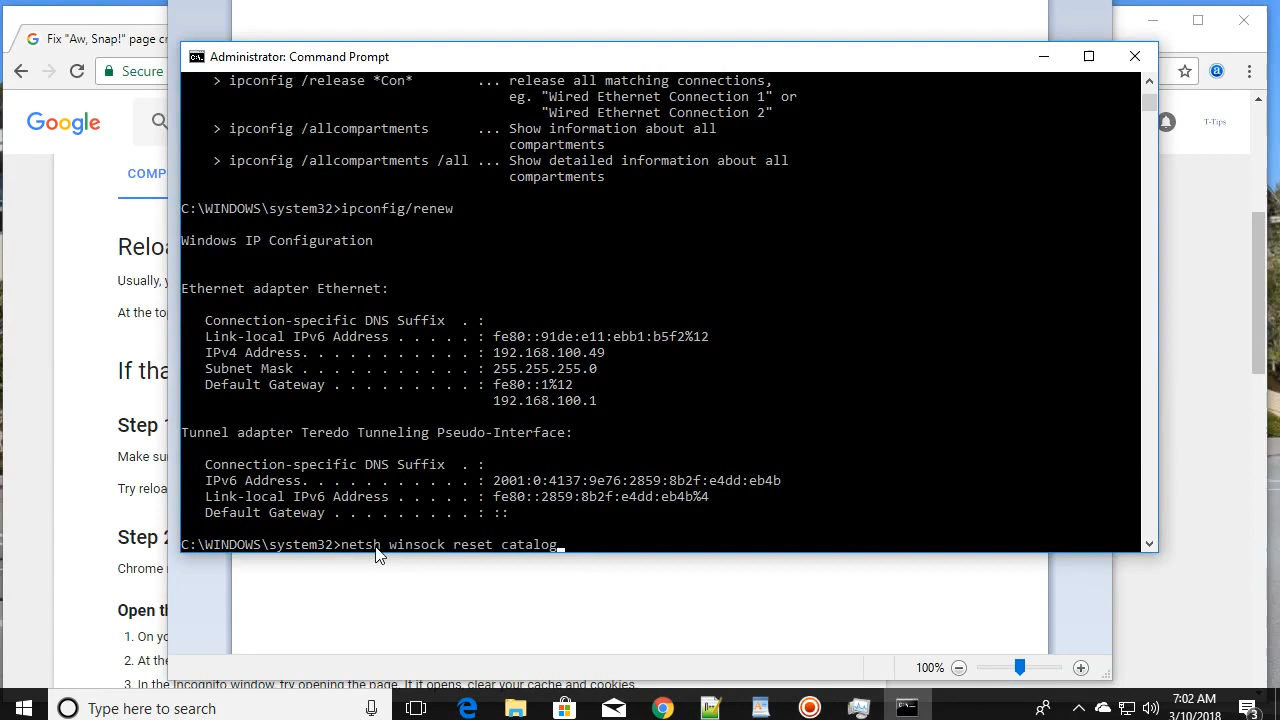 Fix "Aw, Snap!" page cr
Secure
Google
T-Tips
COMP
Reloa
Usually, y
At the to
If tha
Step 1
Make su
Try reloa
Step 2
Chrome
Open th
1. On yo
2. At the
3. In the Incognito window, try opening the page. If it opens, clear your cache and cookies.
Administrator: Command Prompt
> ipconfig /release *Con* ... release all matching connections,
eg. "Wired Ethernet Connection 1" or
"Wired Ethernet Connection 2"
> ipconfig /allcompartments ... Show information about all
compartments
> ipconfig /allcompartments /all ... Show detailed information about all
compartments
C:\WINDOWS\system32>ipconfig/renew
Windows IP Configuration
Ethernet adapter Ethernet:
Connection-specific DNS Suffix . :
Link-local IPv6 Address . . . . . : fe80::91de:e11:ebb1:b5f2%12
IPv4 Address. . . . . . . . . . . : 192.168.100.49
Subnet Mask . . . . . . . . . . . : 255.255.255.0
Default Gateway . . . . . . . . . : fe80::1%12
192.168.100.1
Tunnel adapter Teredo Tunneling Pseudo-Interface:
Connection-specific DNS Suffix . :
IPv6 Address. . . . . . . . . . . : 2001:0:4137:9e76:2859:8b2f:e4dd:eb4b
Link-local IPv6 Address . . . . . : fe80::2859:8b2f:e4dd:eb4b%4
Default Gateway . . . . . . . . . : ::
C:\WINDOWS\system32>netsh winsock reset catalog
100%
Type here to search
7:02 AM
3/10/2018
3